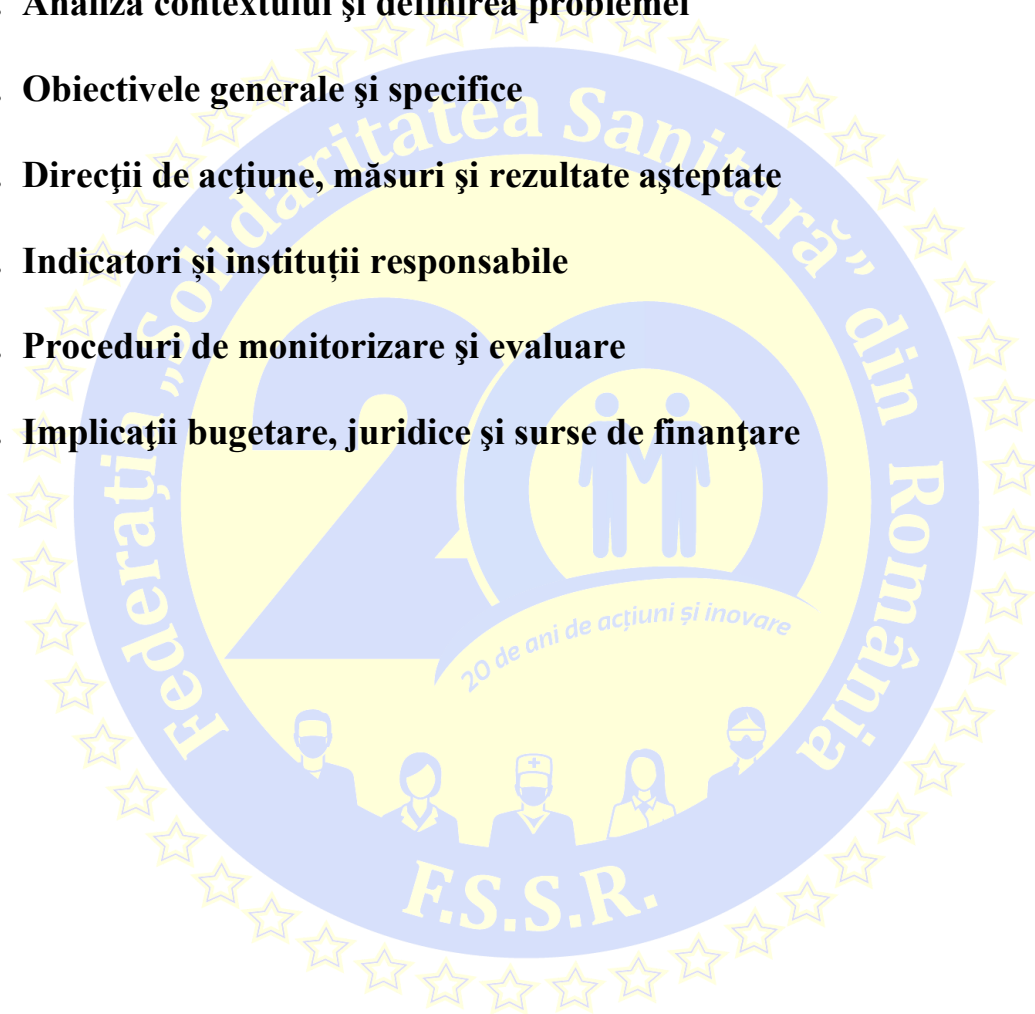 . Analiza contextului şi definirea problemei
. Obiectivele generale şi specifice
. Direcţii de acţiune, măsuri şi rezultate aşteptate
. Indicatori și instituții responsabile
. Proceduri de monitorizare şi evaluare
. Implicaţii bugetare, juridice şi surse de finanţare
Federația „Solidaritatea Sanitară” din România
20
20 de ani de acțiuni și inovare
F.S.S.R.